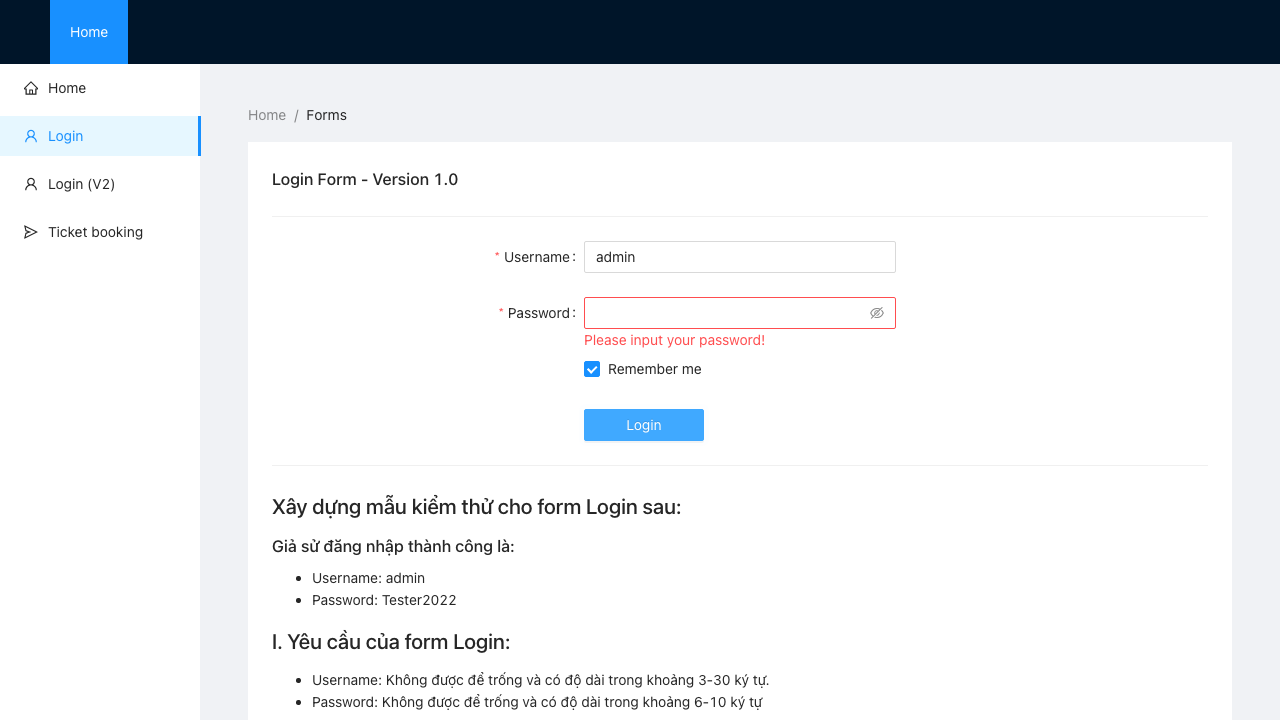 Home
Home
Login
Login (V2)
Ticket booking
Home / Forms
Login Form - Version 1.0
* Username:
admin
* Password:
Please input your password!
Remember me
Login
Xây dựng mẫu kiểm thử cho form Login sau:
Giả sử đăng nhập thành công là:
Username: admin
Password: Tester2022
I. Yêu cầu của form Login:
Username: Không được để trống và có độ dài trong khoảng 3-30 ký tự.
Password: Không được để trống và có độ dài trong khoảng 6-10 ký tự